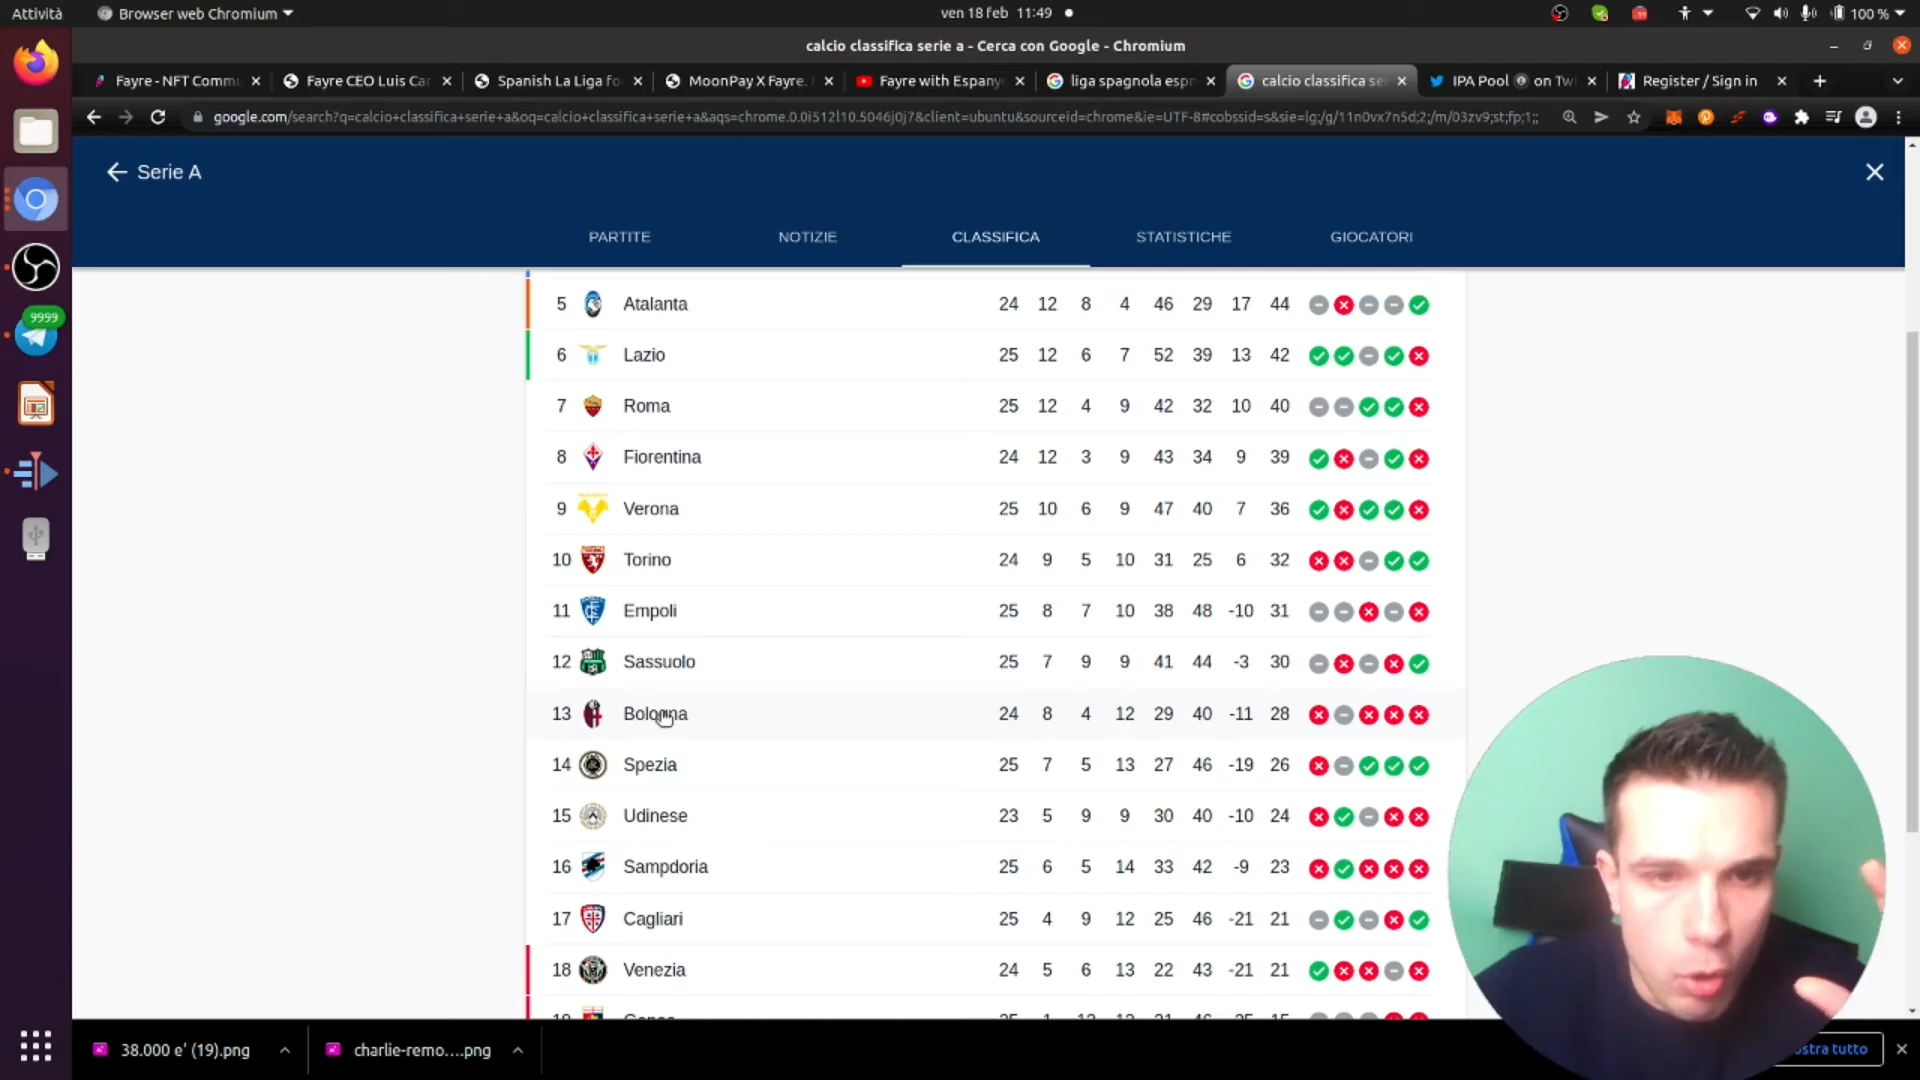 Attività Browser web Chromium ven 18 feb 11:49 100 %
calcio classifica serie a - Cerca con Google - Chromium
Fayre - NFT Commu Fayre CEO Luis Car Spanish La Liga fo MoonPay X Fayre. Fayre with Espany liga spagnola espn calcio classifica se IPA Pool on Tw Register / Sign in
google.com/search?q=calcio+classifica+serie+a&oq=calcio+classifica+serie+a&aqs=chrome.0.0i512l10.5046j0j7&client=ubuntu&sourceid=chrome&ie=UTF-8#cobssid=s&sie=lg;/g/11n0vx7n5d;2;/m/03zv9;st;fp;1;;
Serie A
PARTITE NOTIZIE CLASSIFICA STATISTICHE GIOCATORI
5 Atalanta 24 12 8 4 46 29 17 44
6 Lazio 25 12 6 7 52 39 13 42
7 Roma 25 12 4 9 42 32 10 40
8 Fiorentina 24 12 3 9 43 34 9 39
9 Verona 25 10 6 9 47 40 7 36
10 Torino 24 9 5 10 31 25 6 32
11 Empoli 25 8 7 10 38 48 -10 31
12 Sassuolo 25 7 9 9 41 44 -3 30
13 Bologna 24 8 4 12 29 40 -11 28
14 Spezia 25 7 5 13 27 46 -19 26
15 Udinese 23 5 9 9 30 40 -10 24
16 Sampdoria 25 6 5 14 33 42 -9 23
17 Cagliari 25 4 9 12 25 46 -21 21
18 Venezia 24 5 6 13 22 43 -21 21
9999
38.000 e' (19).png charlie-remo....png ostra tutto